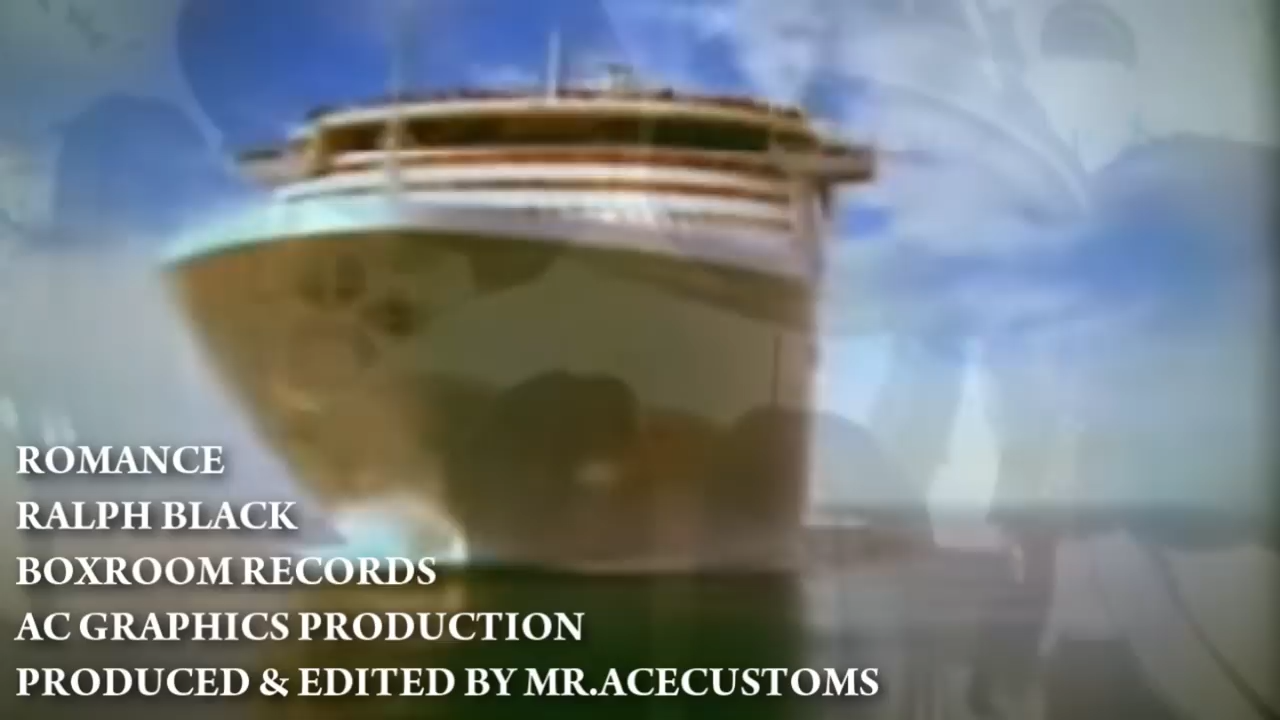 ROMANCE
RALPH BLACK
BOXROOM RECORDS
AC GRAPHICS PRODUCTION
PRODUCED & EDITED BY MR.ACECUSTOMS